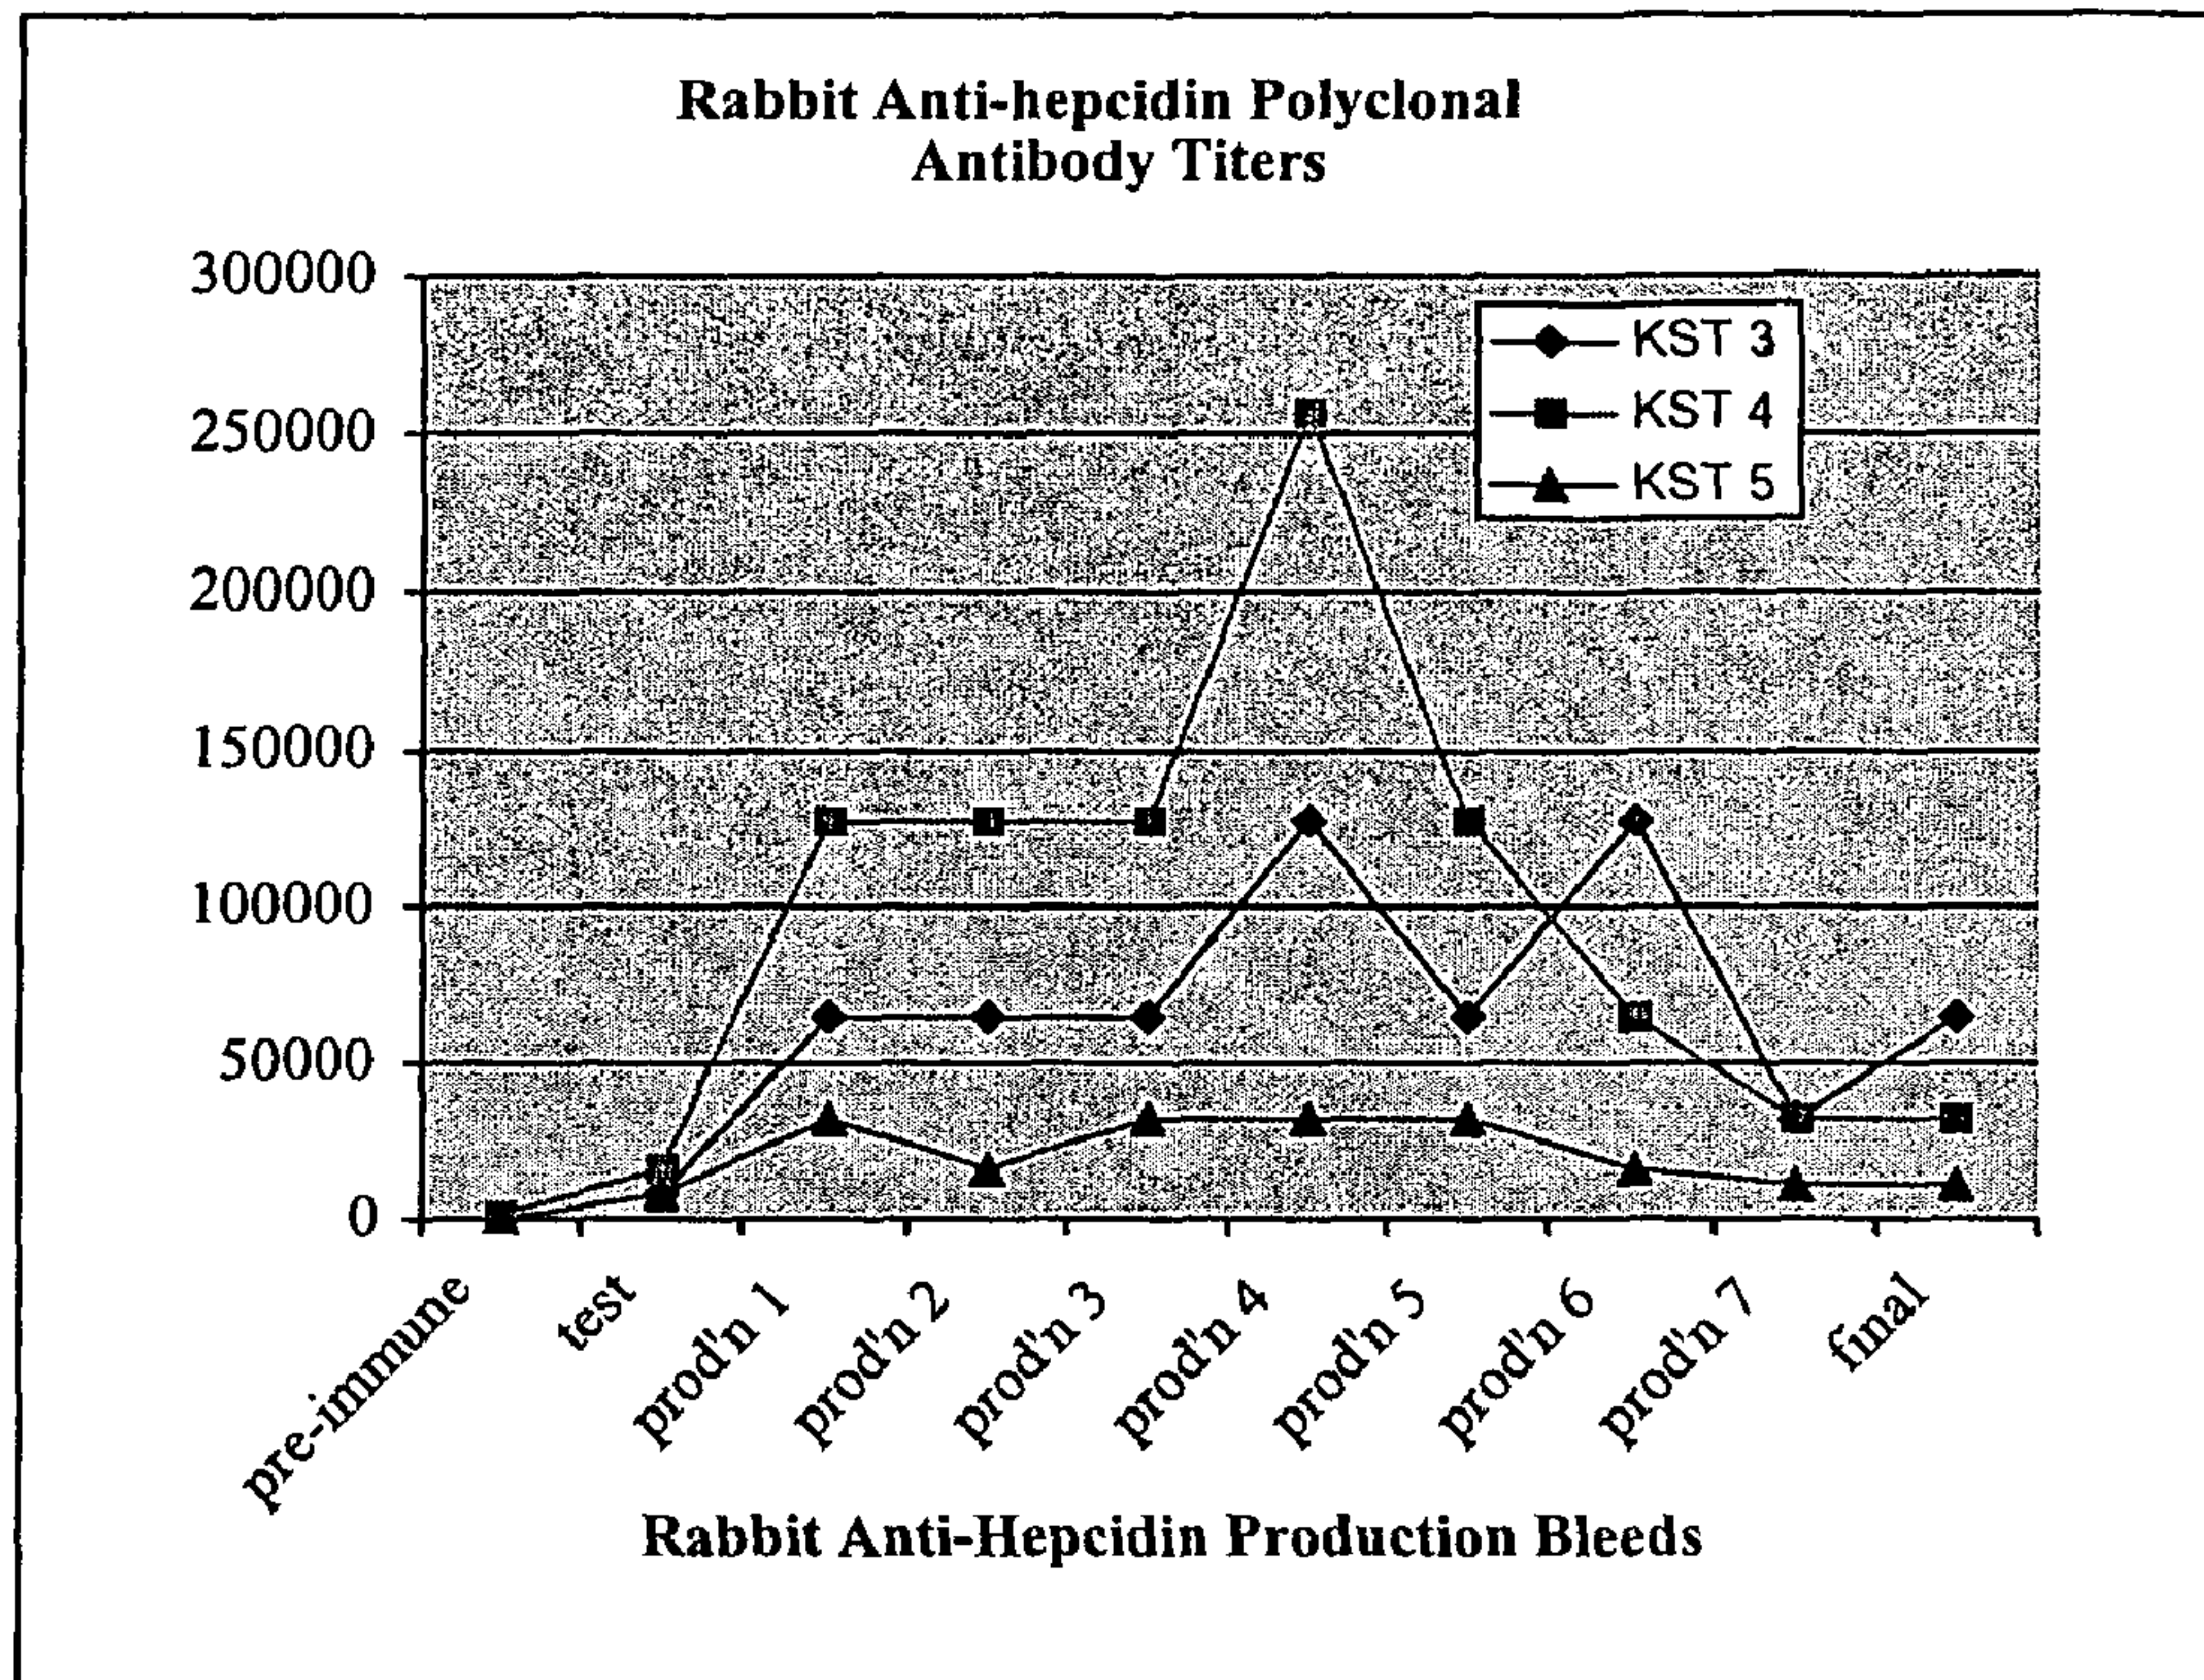 Rabbit Anti-hepcidin Polyclonal
Antibody Titers
300000
250000
200000
150000
100000
50000
0
KST 3
KST 4
KST 5
pre-immune
test
prod'n 1
prod'n 2
prod'n 3
prod'n 4
prod'n 5
prod'n 6
prod'n 7
final
Rabbit Anti-Hepcidin Production Bleeds